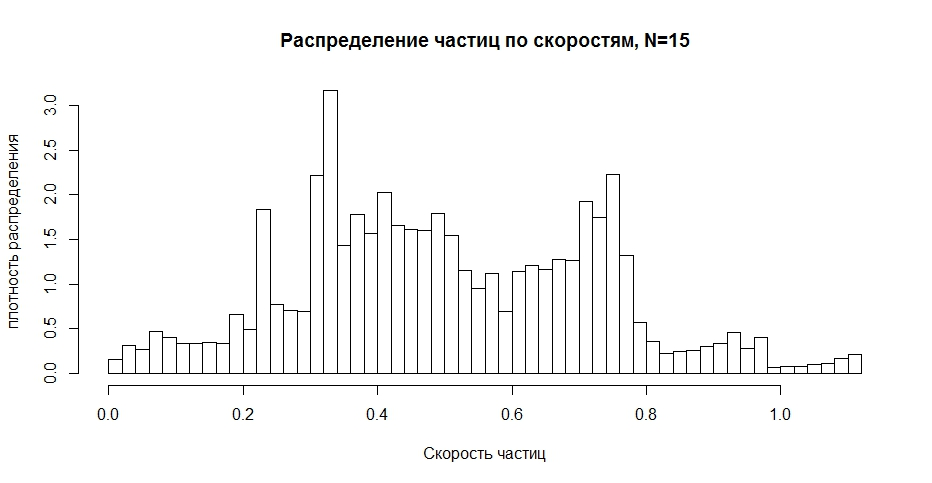 Распределение частиц по скоростям, N=15
плотность распределения
3.0
2.5
2.0
1.5
1.0
0.5
0.0
0.0 0.2 0.4 0.6 0.8 1.0
Скорость частиц